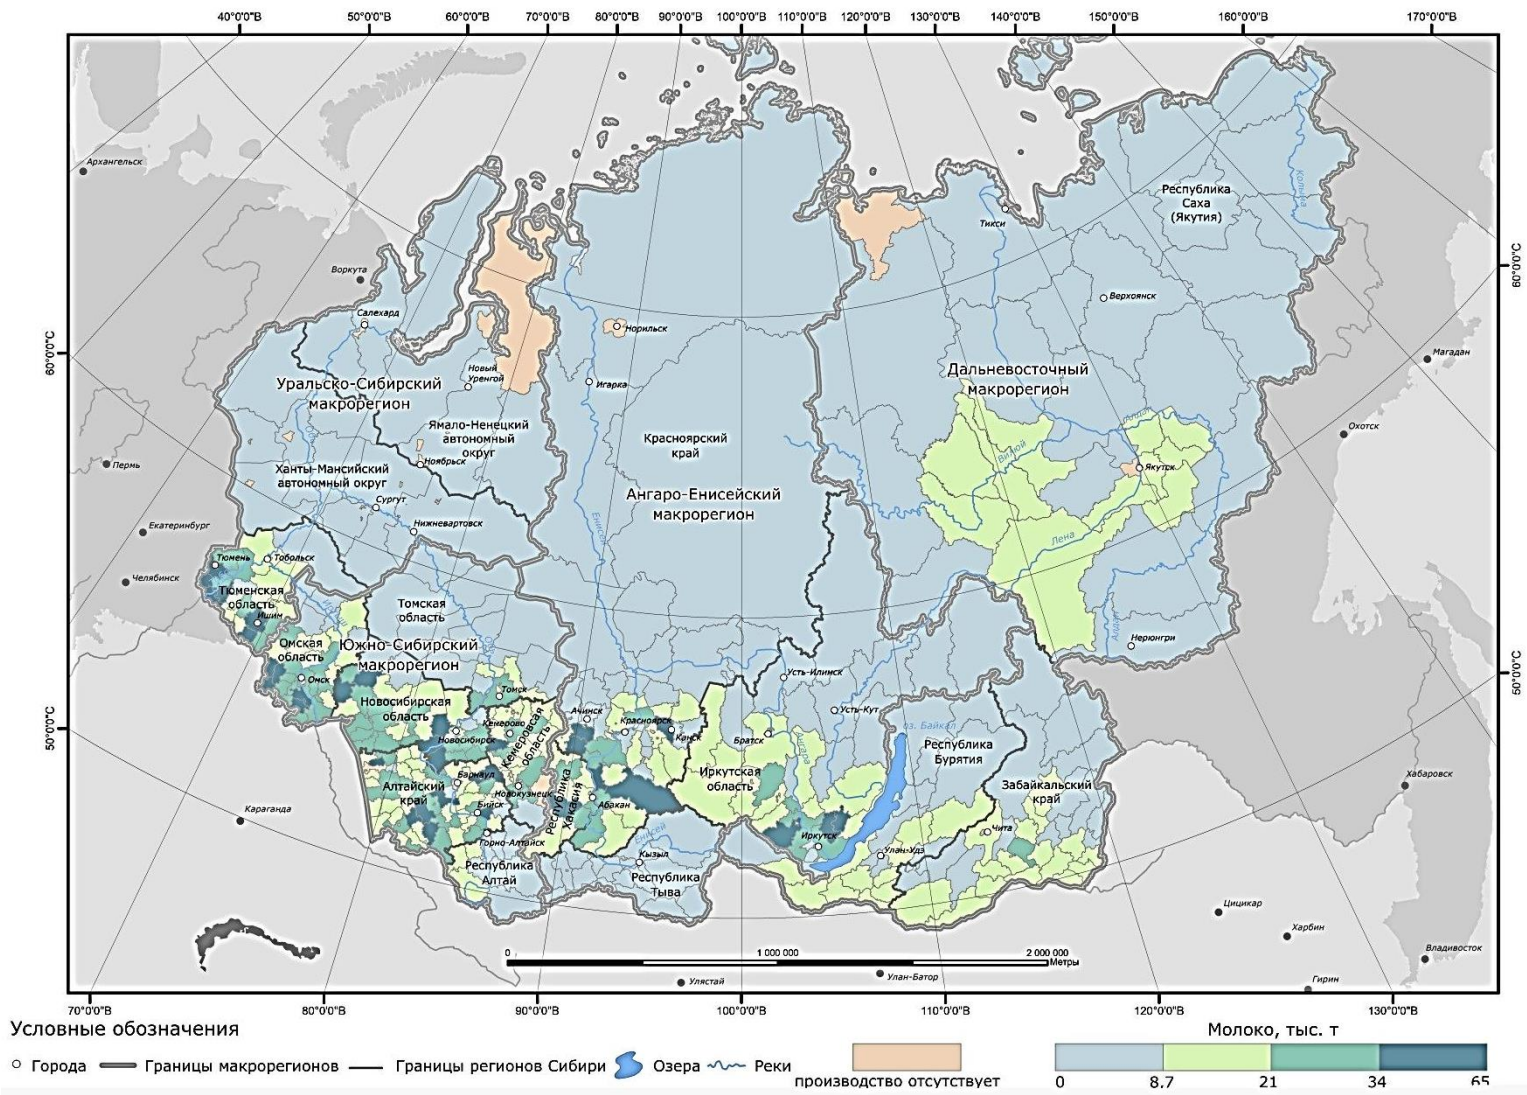 40°0'0"В 50°0'0"В 60°0'0"В 70°0'0"В 80°0'0"В 90°0'0"В 100°0'0"В 110°0'0"В 120°0'0"В 130°0'0"В 140°0'0"В 150°0'0"В 160°0'0"В 170°0'0"В
Архангельск
Республика
Саха
(Якутия)
Колыма
Тикси
Воркута
60°0'0"С
Верхоянск
Салехард
Норильск
60°0'0"С
Магадан
Новый
Уренгой
Игарка
Уральско-Сибирский
макрорегион
Дальневосточный
макрорегион
Ямало-Ненецкий
автономный
округ
Красноярский
край
Охотск
Вилюй
Пермь
Ноябрьск
Якутск
Ханты-Мансийский
автономный округ
Ангаро-Енисейский
макрорегион
Сургут
Екатеринбург
Нижневартовск
Енисей
Лена
Тюмень
Тобольск
Челябинск
Тюменская
область
Ишим
Томская
область
Алдан
Нерюнгри
Омская
область
Южно-Сибирский
макрорегион
50°0'0"С
Омск
Усть-Илимск
Томск
Новосибирская
область
Ачинск
Усть-Кут
50°0'0"С
Кемерово
Кемеровская
область
Красноярск
Канск
Братск
Ангара
оз. Байкал
Новосибирск
Республика
Бурятия
Барнаул
Алтайский
край
Новокузнецк
Республика
Хакасия
Абакан
Иркутская
область
Забайкальский
край
Хабаровск
Караганда
Бийск
Иркутск
Чита
Горно-Алтайск
Енисей
Улан-Удэ
Кызыл
Республика
Алтай
Республика
Тыва
Цицикар
Харбин
Владивосток
0 1 000 000 2 000 000
Метры
Улястай
Улан-Батор
Гирин
70°0'0"В 80°0'0"В 90°0'0"В 100°0'0"В 110°0'0"В 120°0'0"В 130°0'0"В
Условные обозначения
Молоко, тыс. т
Города Границы макрорегионов Границы регионов Сибири Озера Реки
производство отсутствует
0 8,7 21 34 65